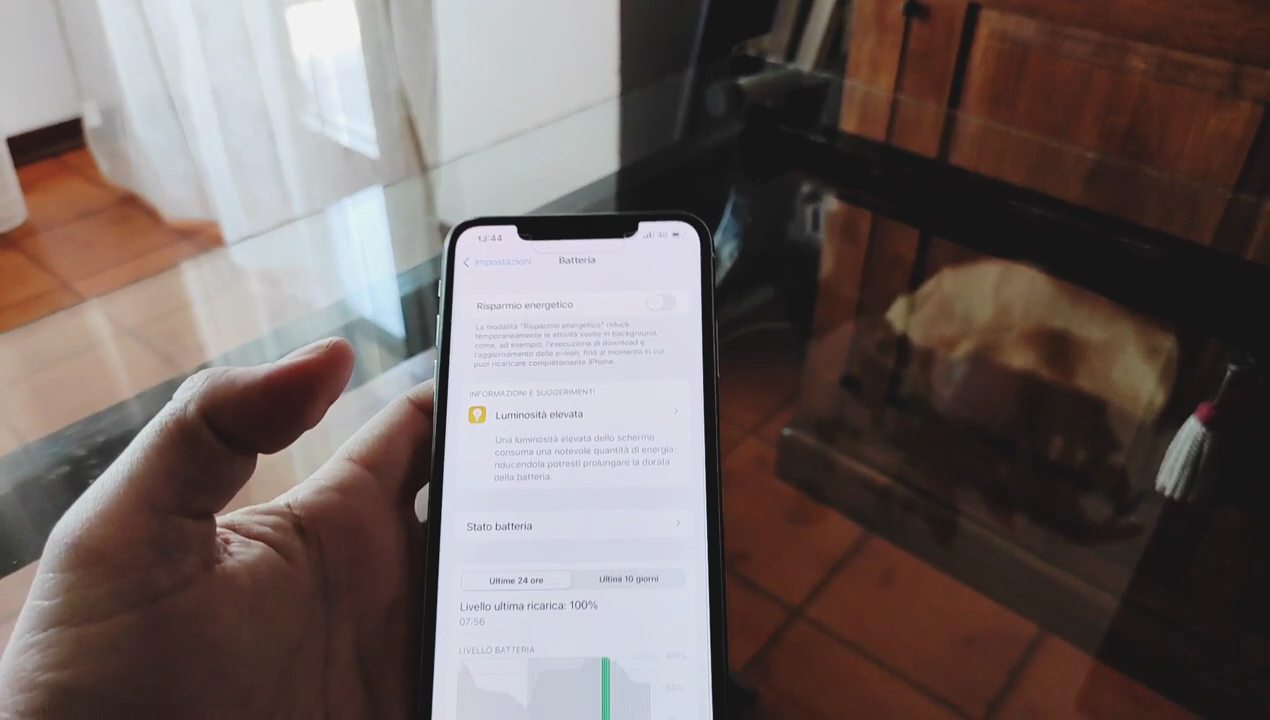 13:44
4G
Impostazioni
Batteria
Risparmio energetico
La modalità "Risparmio energetico" riduce
temporaneamente le attività svolte in background,
come, ad esempio, l'esecuzione di download e
l'aggiornamento delle e-mail, fino al momento in cui
puoi ricaricare completamente iPhone.
INFORMAZIONI E SUGGERIMENTI
Luminosità elevata
Una luminosità elevata dello schermo
consuma una notevole quantità di energia:
riducendola potresti prolungare la durata
della batteria.
Stato batteria
Ultime 24 ore
Ultimi 10 giorni
Livello ultima ricarica: 100%
07:56
LIVELLO BATTERIA
100%
50%